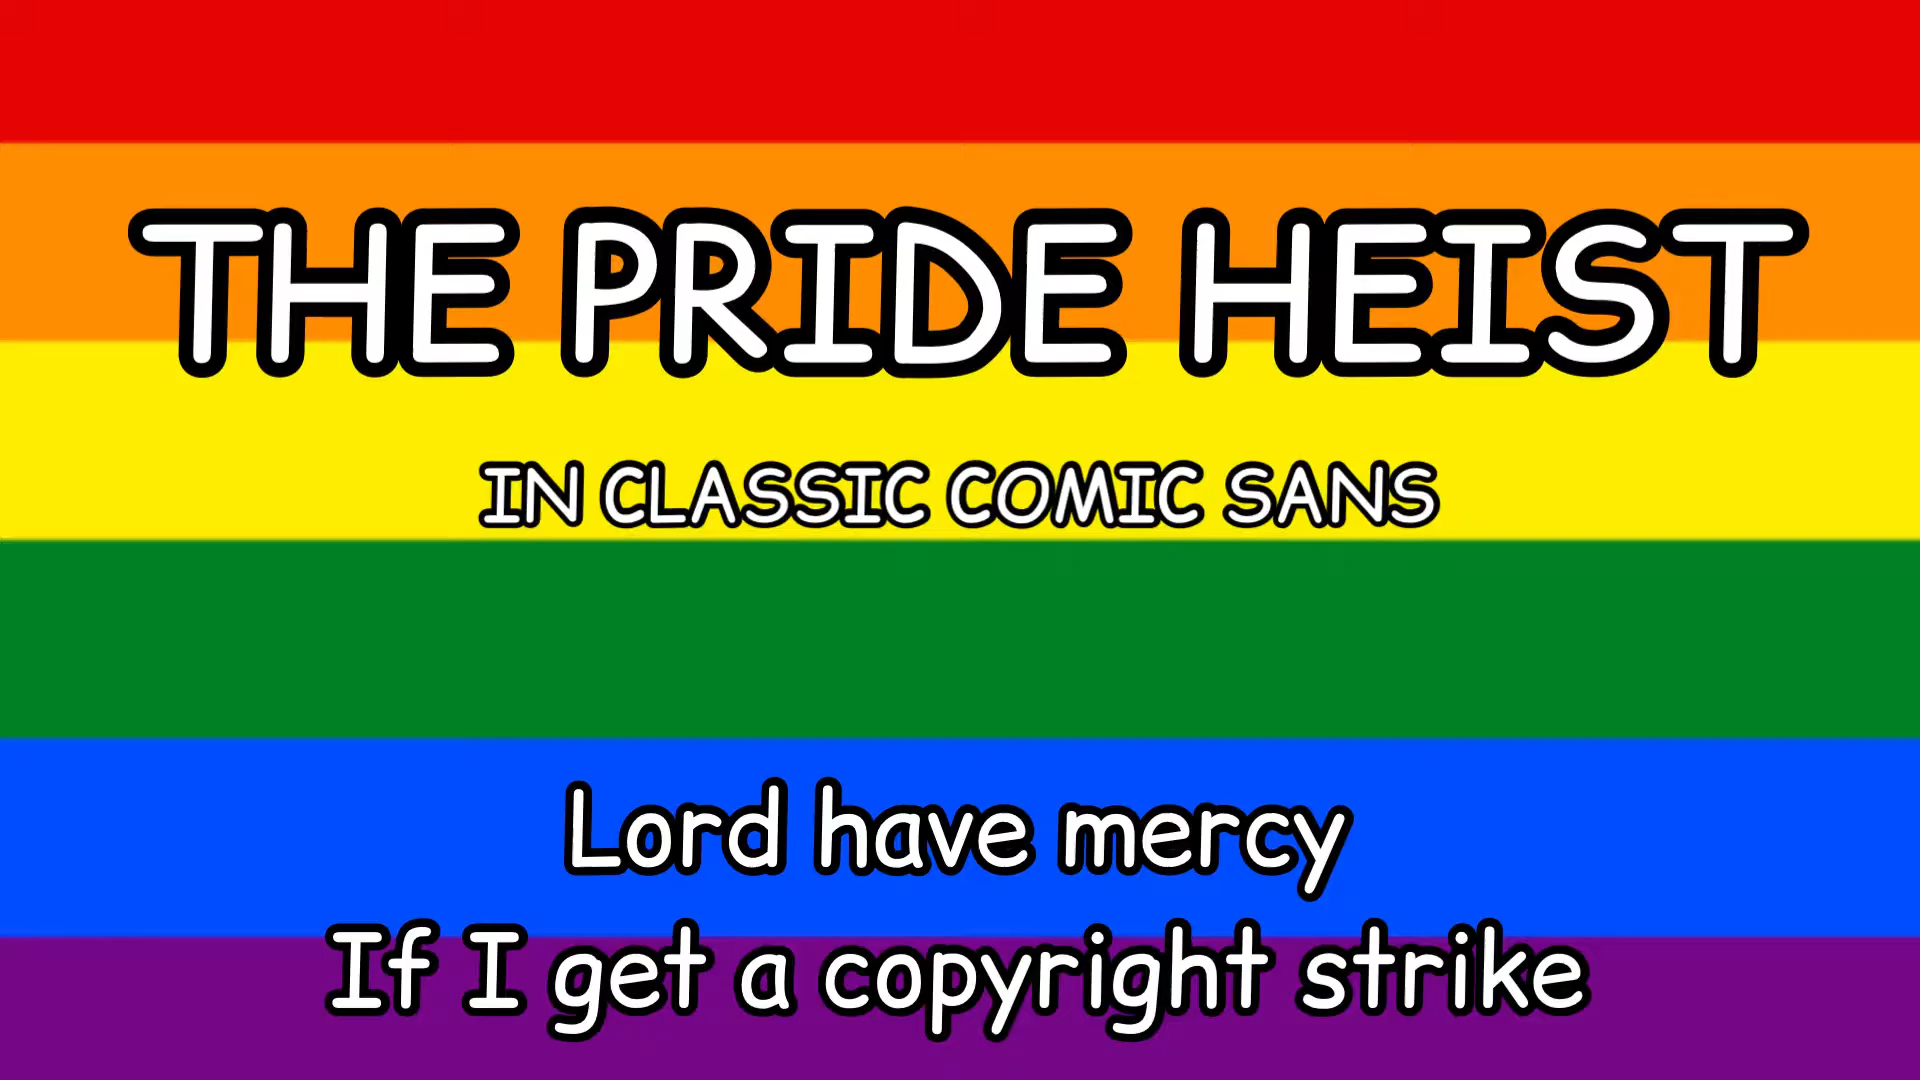 THE PRIDE HEIST
IN CLASSIC COMIC SANS
Lord have mercy
If I get a copyright strike